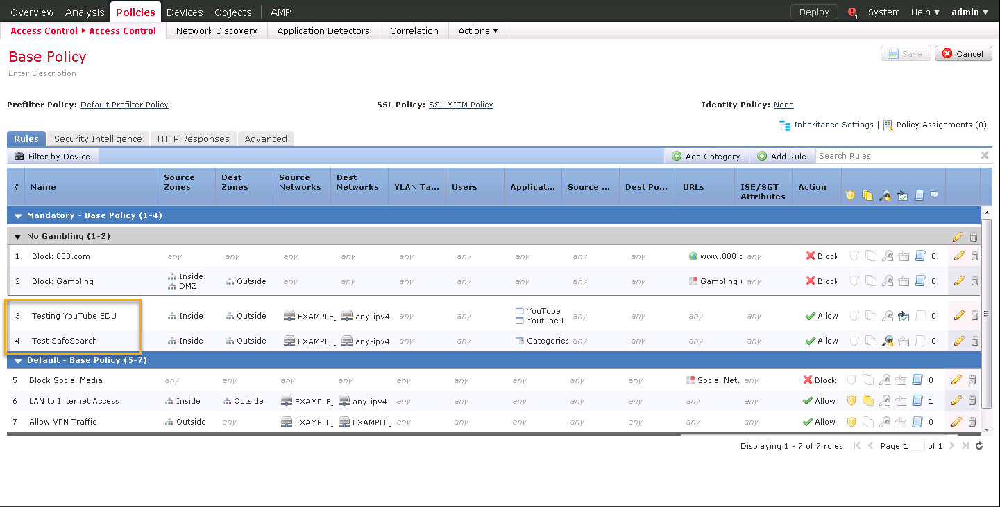 Overview Analysis Policies Devices Objects AMP Deploy 1 System Help ▼ admin ▼
Access Control ▸ Access Control Network Discovery Application Detectors Correlation Actions ▼
Base Policy Save Cancel
Enter Description
Prefilter Policy: Default Prefilter Policy SSL Policy: SSL MITM Policy Identity Policy: None
Inheritance Settings | Policy Assignments (0)
Rules Security Intelligence HTTP Responses Advanced
Filter by Device Add Category Add Rule Search Rules
# Name Source Zones Dest Zones Source Networks Dest Networks VLAN Ta... Users Applicat... Source ... Dest Po... URLs ISE/SGT Attributes Action
Mandatory - Base Policy (1-4)
No Gambling (1-2)
1 Block 888.com any any any any any any any any any www.888.c any Block 0
2 Block Gambling Inside DMZ Outside any any any any any any any Gambling any Block 0
3 Testing YouTube EDU Inside Outside EXAMPLE_ any-ipv4 any any YouTube Youtube U any any any any Allow 0
4 Test SafeSearch Inside Outside EXAMPLE_ any-ipv4 any any Categories any any any any Allow 0
Default - Base Policy (5-7)
5 Block Social Media any any any any any any any any any Social Netw any Block 0
6 LAN to Internet Access Inside Outside EXAMPLE_ any-ipv4 any any any any any any any Allow 1
7 Allow VPN Traffic Outside any EXAMPLE_ EXAMPLE_ any any any any any any any Allow 0
Displaying 1 - 7 of 7 rules Page 1 of 1